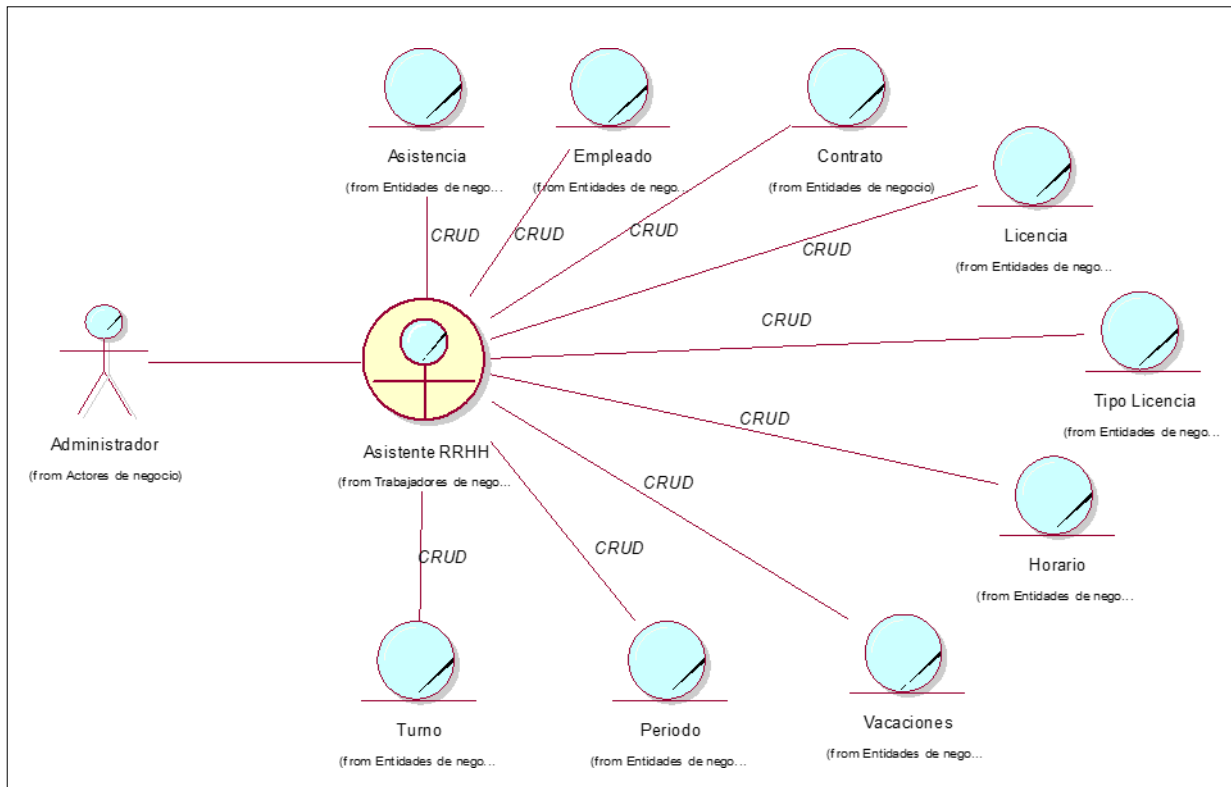 Asistencia
(from Entidades de nego...
Empleado
(from Entidades de nego...
Contrato
(from Entidades de negocio)
Licencia
(from Entidades de nego...
CRUD
CRUD
CRUD
CRUD
CRUD
Tipo Licencia
(from Entidades de nego...
Administrador
(from Actores de negocio)
Asistente RRHH
(from Trabajadores de nego...
CRUD
CRUD
Horario
(from Entidades de nego...
CRUD
CRUD
Turno
(from Entidades de nego...
Periodo
(from Entidades de nego...
Vacaciones
(from Entidades de nego...